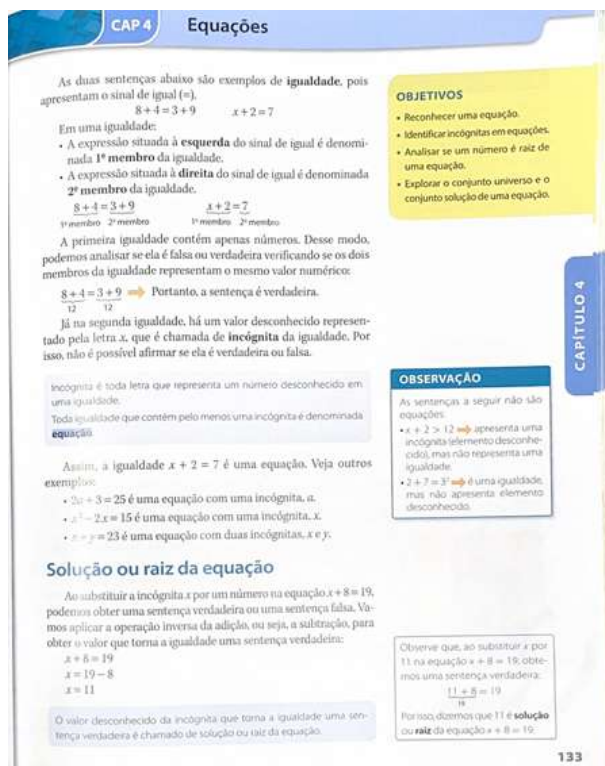 CAP 4
Equações
As duas sentenças abaixo são exemplos de igualdade, pois
apresentam o sinal de igual (=).
8 + 4 = 3 + 9 x + 2 = 7
Em uma igualdade:
• A expressão situada à esquerda do sinal de igual é denomi-
nada 1º membro da igualdade.
• A expressão situada à direita do sinal de igual é denominada
2º membro da igualdade.
8 + 4 = 3 + 9 x + 2 = 7
1º membro 2º membro 1º membro 2º membro
A primeira igualdade contém apenas números. Desse modo,
podemos analisar se ela é falsa ou verdadeira verificando se os dois
membros da igualdade representam o mesmo valor numérico:
8 + 4 = 3 + 9 Portanto, a sentença é verdadeira.
12 12
Já na segunda igualdade, há um valor desconhecido represen-
tado pela letra x, que é chamada de incógnita da igualdade. Por
isso, não é possível afirmar se ela é verdadeira ou falsa.
Incógnita é toda letra que representa um número desconhecido em
uma igualdade.
Toda igualdade que contém pelo menos uma incógnita é denominada
equação.
Assim, a igualdade x + 2 = 7 é uma equação. Veja outros
exemplos:
• 2a + 3 = 25 é uma equação com uma incógnita, a.
• x² - 2x = 15 é uma equação com uma incógnita, x.
• x + y = 23 é uma equação com duas incógnitas, x e y.
Solução ou raiz da equação
Ao substituir a incógnita x por um número na equação x + 8 = 19,
podemos obter uma sentença verdadeira ou uma sentença falsa. Va-
mos aplicar a operação inversa da adição, ou seja, a subtração, para
obter o valor que torna a igualdade uma sentença verdadeira:
x + 8 = 19
x = 19 - 8
x = 11
O valor desconhecido da incógnita que torna a igualdade uma sen-
tença verdadeira é chamado de solução ou raiz da equação.
OBJETIVOS
• Reconhecer uma equação.
• Identificar incógnitas em equações.
• Analisar se um número é raiz de
uma equação.
• Explorar o conjunto universo e o
conjunto solução de uma equação.
CAPÍTULO 4
OBSERVAÇÃO
As sentenças a seguir não são
equações:
• x + 2 > 12 apresenta uma
incógnita (elemento desconhe-
cido), mas não representa uma
igualdade.
• 2 + 7 = 3² é uma igualdade,
mas não apresenta elemento
desconhecido.
Observe que, ao substituir x por
11 na equação x + 8 = 19, obte-
mos uma sentença verdadeira:
11 + 8 = 19
19
Por isso, dizemos que 11 é solução
ou raiz da equação x + 8 = 19.
133